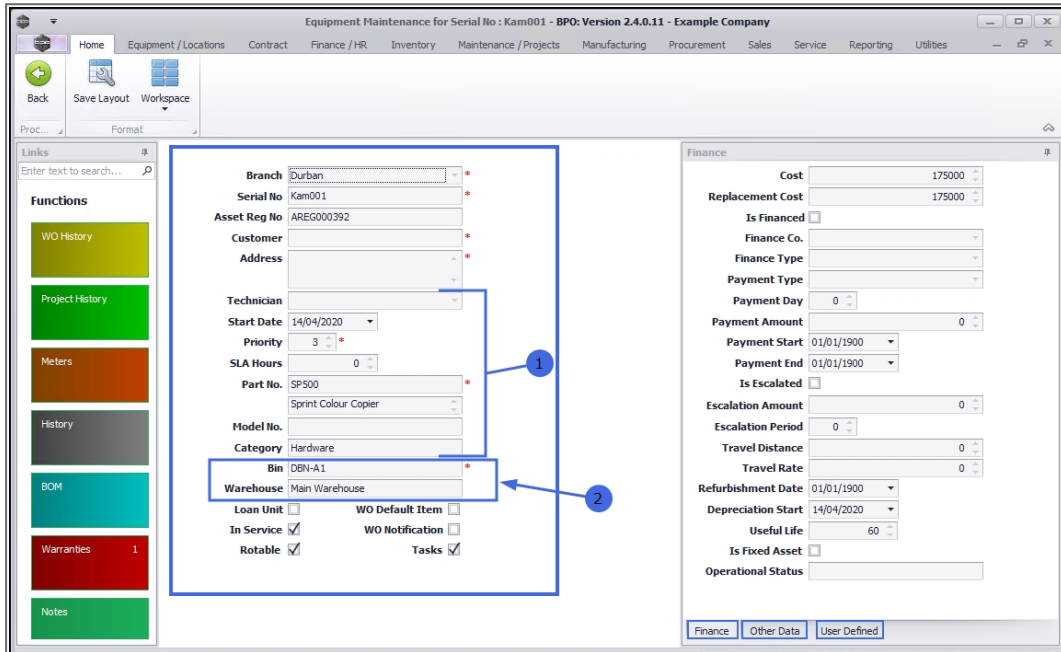 Equipment Maintenance for Serial No : Kam001 - BPO: Version 2.4.0.11 - Example Company
Home Equipment / Locations Contract Finance / HR Inventory Maintenance / Projects Manufacturing Procurement Sales Service Reporting Utilities
Back Save Layout Workspace
Proc... Format
Links
Enter text to search...
Functions
WO History
Project History
Meters
History
BOM
Warranties 1
Notes
Branch Durban *
Serial No Kam001 *
Asset Reg No AREG000392
Customer *
Address *
Technician
Start Date 14/04/2020
Priority 3 *
SLA Hours 0
Part No. SP500 *
Sprint Colour Copier
Model No.
Category Hardware
Bin DBN-A1 *
Warehouse Main Warehouse
Loan Unit WO Default Item
In Service WO Notification
Rotable Tasks
1
2
Finance
Cost 175000
Replacement Cost 175000
Is Financed
Finance Co.
Finance Type
Payment Type
Payment Day 0
Payment Amount 0
Payment Start 01/01/1900
Payment End 01/01/1900
Is Escalated
Escalation Amount 0
Escalation Period 0
Travel Distance 0
Travel Rate 0
Refurbishment Date 01/01/1900
Depreciation Start 14/04/2020
Useful Life 60
Is Fixed Asset
Operational Status
Finance Other Data User Defined